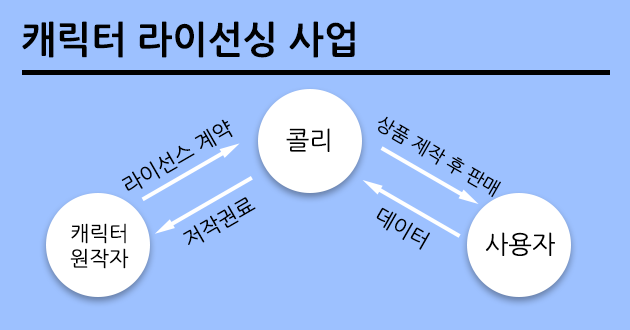 캐릭터 라이선싱 사업
콜리
라이선스 계약
저작권료
상품 제작 후 판매
데이터
캐릭터
원작자
사용자